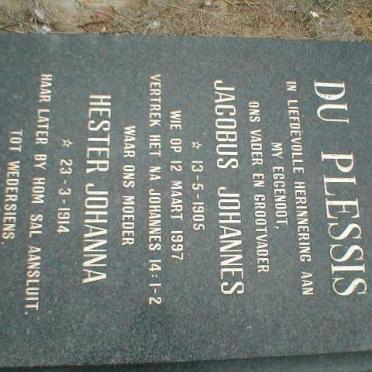 DU PLESSIS
IN LIEFDEVOLLE HERINNERING AAN
MY EGGENOOT,
ONS VADER EN GROOTVADER
JACOBUS JOHANNES
☆ 13-5-1905
WIE OP 12 MAART 1997
VERTREK HET NA JOHANNES 14:1-2
WAAR ONS MOEDER
HESTER JOHANNA
☆ 23-3-1914
HAAR LATER BY HOM SAL AANSLUIT.
TOT WEDERSIENS